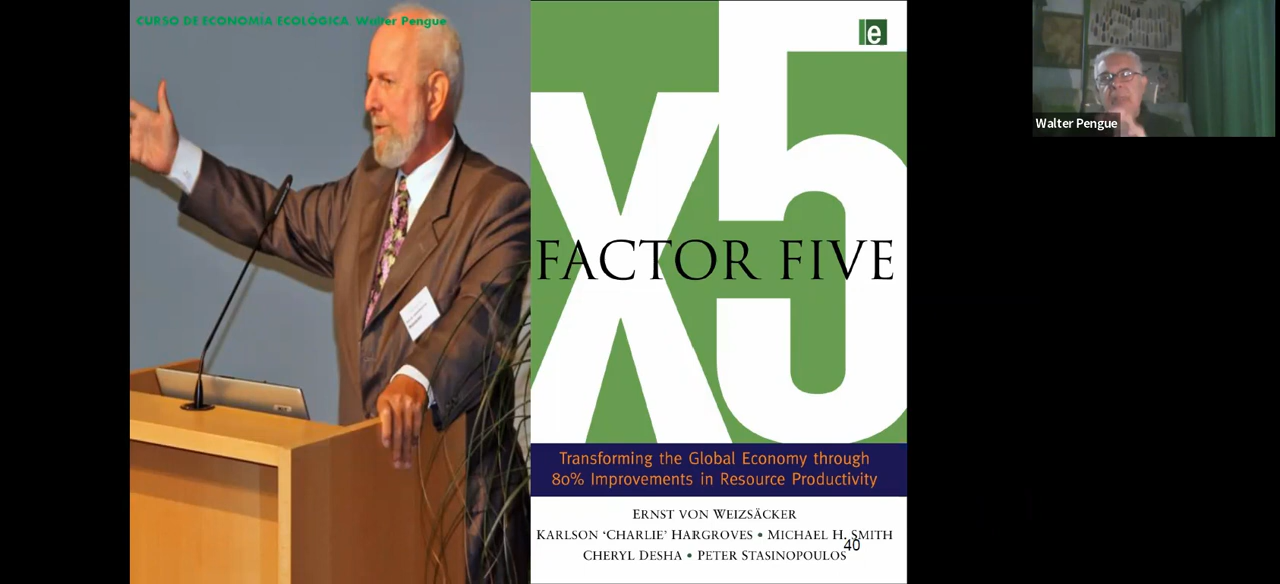 CURSO DE ECONOMIA ECOLÓGICA. Walter Pengue
e
X5
FACTOR FIVE
Transforming the Global Economy through
80% Improvements in Resource Productivity
ERNST VON WEIZSÄCKER
KARLSON ‘CHARLIE’ HARGROVES • MICHAEL H. SMITH
CHERYL DESHA • PETER STASINOPOULOS
40
Walter Pengue